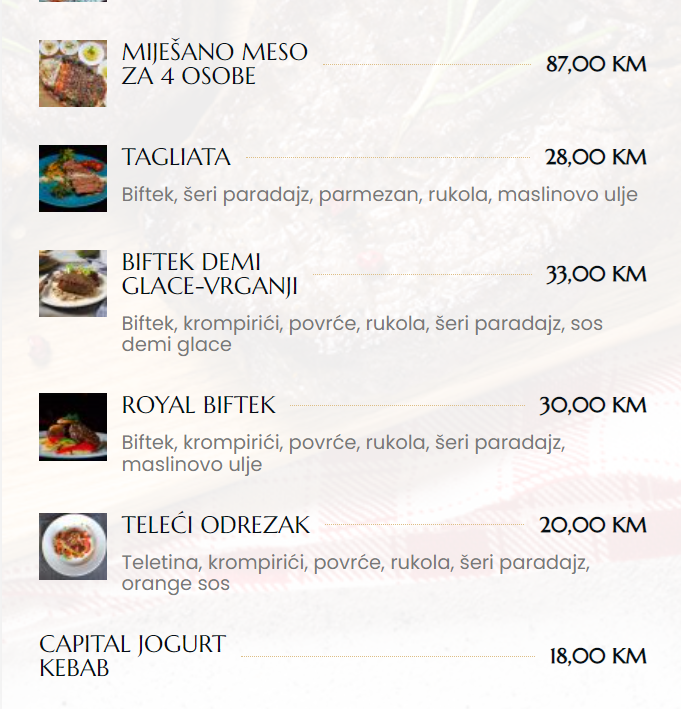 MIJEŠANO MESO
ZA 4 OSOBE
87,00 KM
TAGLIATA
28,00 KM
Biftek, šeri paradajz, parmezan, rukola, maslinovo ulje
BIFTEK DEMI
GLACE-VRGANJI
33,00 KM
Biftek, krompirići, povrće, rukola, šeri paradajz, sos
demi glace
ROYAL BIFTEK
30,00 KM
Biftek, krompirići, povrće, rukola, šeri paradajz,
maslinovo ulje
TELEĆI ODREZAK
20,00 KM
Teletina, krompirići, povrće, rukola, šeri paradajz,
orange sos
CAPITAL JOGURT
KEBAB
18,00 KM